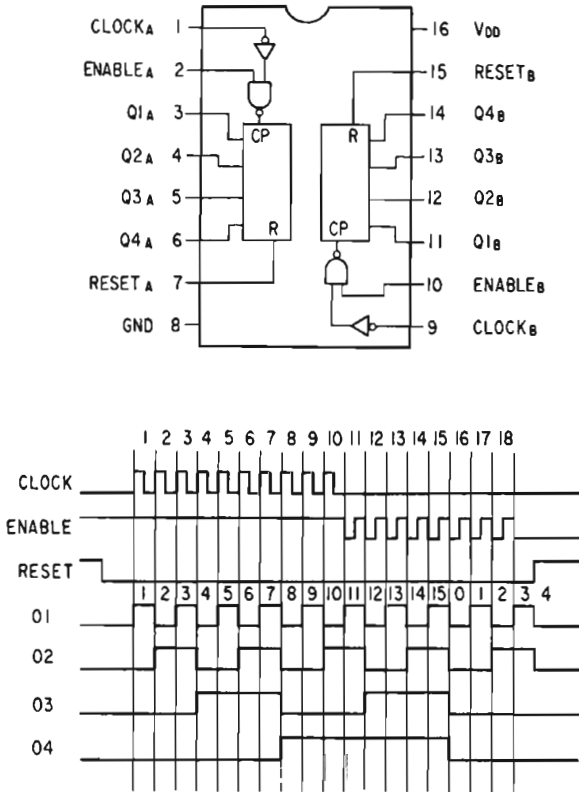 CLOCKA 1
16 VDD
ENABLEA 2
15 RESETB
Q1A 3
14 Q4B
CP
R
Q2A 4
13 Q3B
Q3A 5
12 Q2B
R
CP
Q4A 6
11 Q1B
RESETA 7
10 ENABLEB
GND 8
9 CLOCKB
1 2 3 4 5 6 7 8 9 10 11 12 13 14 15 16 17 18
CLOCK
ENABLE
RESET
1 2 3 4 5 6 7 8 9 10 11 12 13 14 15 0 1 2 3 4
O1
O2
O3
O4